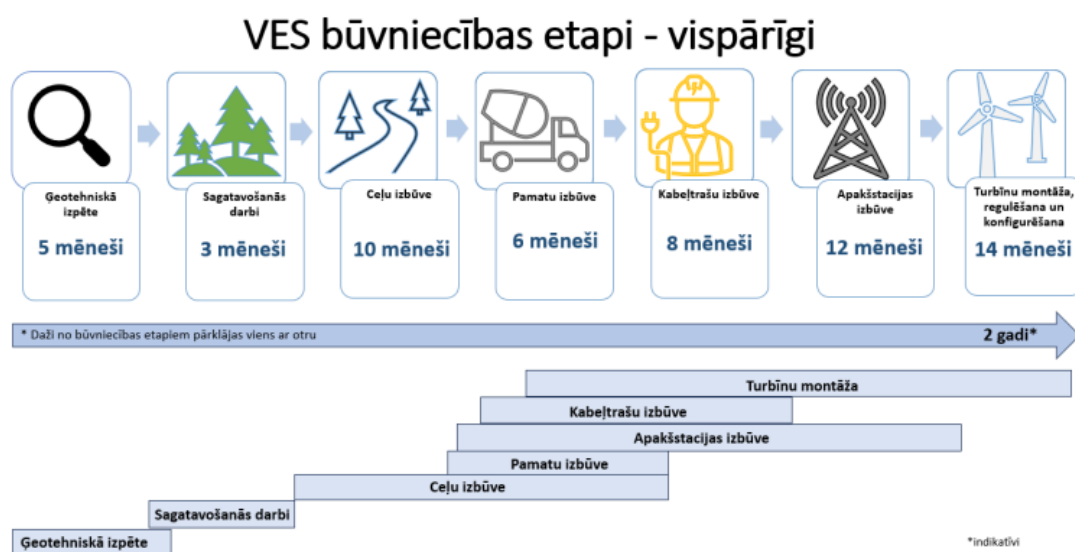 VES būvniecības etapi - vispārīgi
Ģeotehniskā
izpēte
5 mēneši
Sagatavošanās
darbi
3 mēneši
Ceļu izbūve
10 mēneši
Pamatu izbūve
6 mēneši
Kabeļtrašu izbūve
8 mēneši
Apakšstacijas
izbūve
12 mēneši
Turbīnu montāža,
regulēšana un
konfigurēšana
14 mēneši
* Daži no būvniecības etapiem pārklājas viens ar otru
2 gadi*
Turbīnu montāža
Kabeļtrašu izbūve
Apakšstacijas izbūve
Pamatu izbūve
Ceļu izbūve
Sagatavošanās darbi
Ģeotehniskā izpēte
*indikatīvi